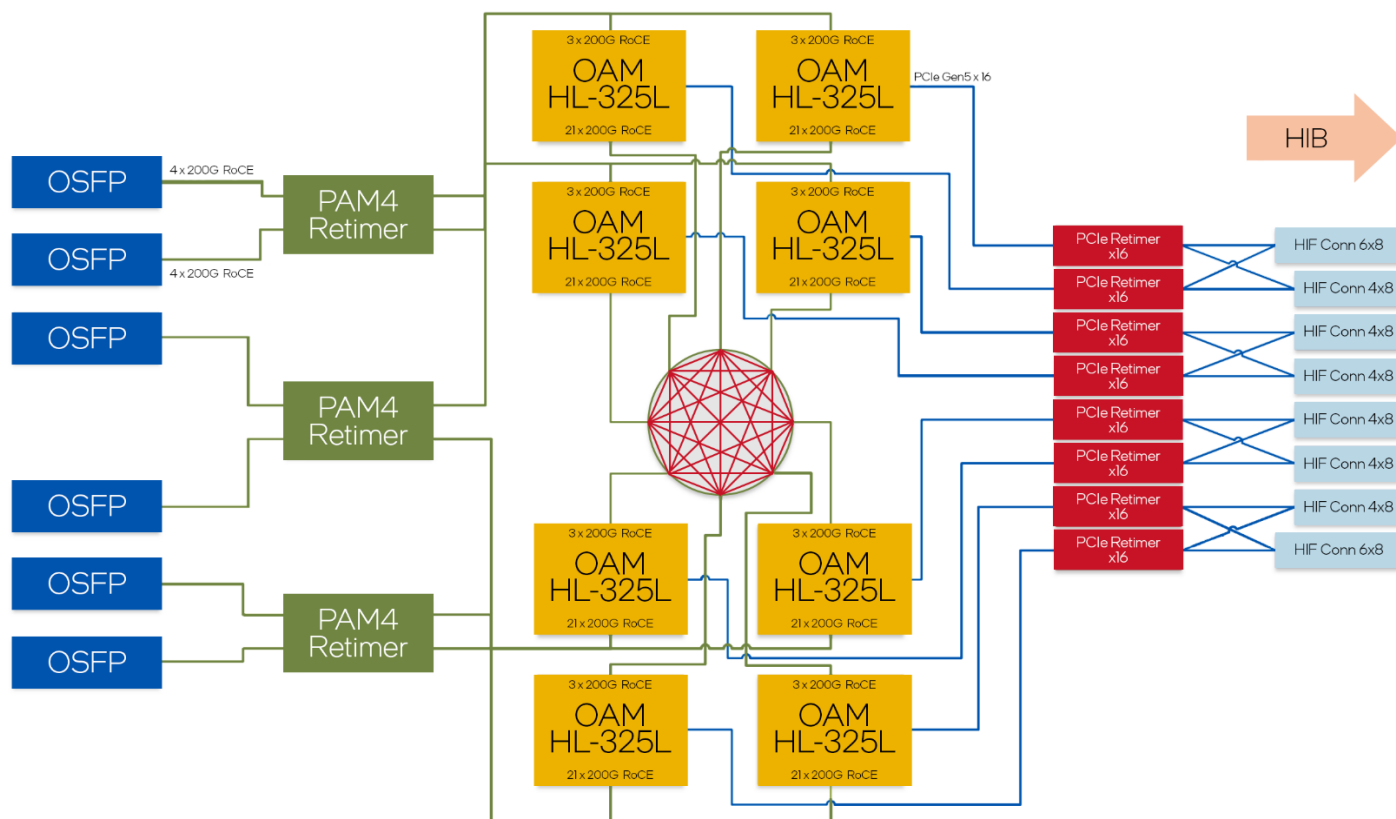 3 x 200G RoCE
OAM
HL-325L
21 x 200G RoCE
3 x 200G RoCE
OAM
HL-325L
21 x 200G RoCE
PCIe Gen5 x 16
HIB
OSFP
4 x 200G RoCE
PAM4
Retimer
OSFP
4 x 200G RoCE
3 x 200G RoCE
OAM
HL-325L
21 x 200G RoCE
3 x 200G RoCE
OAM
HL-325L
21 x 200G RoCE
OSFP
PAM4
Retimer
OSFP
OSFP
PAM4
Retimer
OSFP
3 x 200G RoCE
OAM
HL-325L
21 x 200G RoCE
3 x 200G RoCE
OAM
HL-325L
21 x 200G RoCE
3 x 200G RoCE
OAM
HL-325L
21 x 200G RoCE
3 x 200G RoCE
OAM
HL-325L
21 x 200G RoCE
PCIe Retimer
x16
HIF Conn 6x8
PCIe Retimer
x16
HIF Conn 4x8
PCIe Retimer
x16
HIF Conn 4x8
PCIe Retimer
x16
HIF Conn 4x8
PCIe Retimer
x16
HIF Conn 4x8
PCIe Retimer
x16
HIF Conn 4x8
PCIe Retimer
x16
HIF Conn 4x8
PCIe Retimer
x16
HIF Conn 6x8